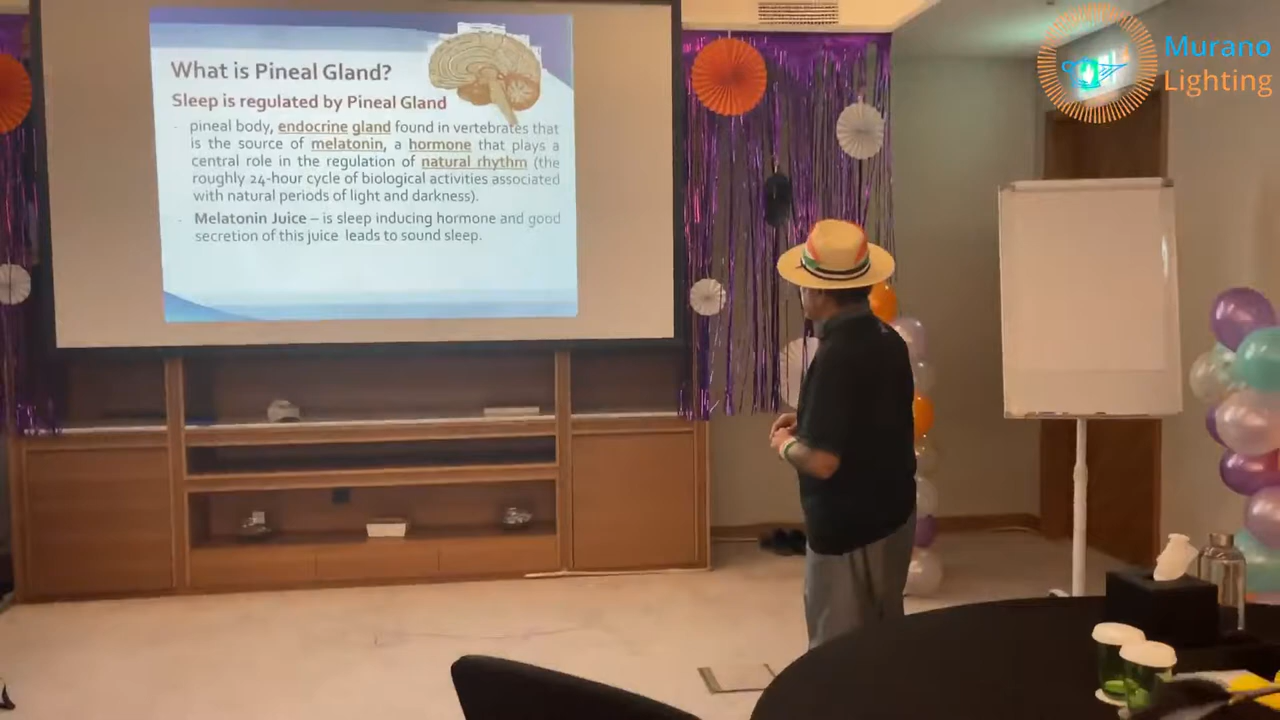 What is Pineal Gland?
Sleep is regulated by Pineal Gland
pineal body, endocrine gland found in vertebrates that
is the source of melatonin, a hormone that plays a
central role in the regulation of natural rhythm (the
roughly 24-hour cycle of biological activities associated
with natural periods of light and darkness).
Melatonin Juice – is sleep inducing hormone and good
secretion of this juice leads to sound sleep.
Murano
Lighting